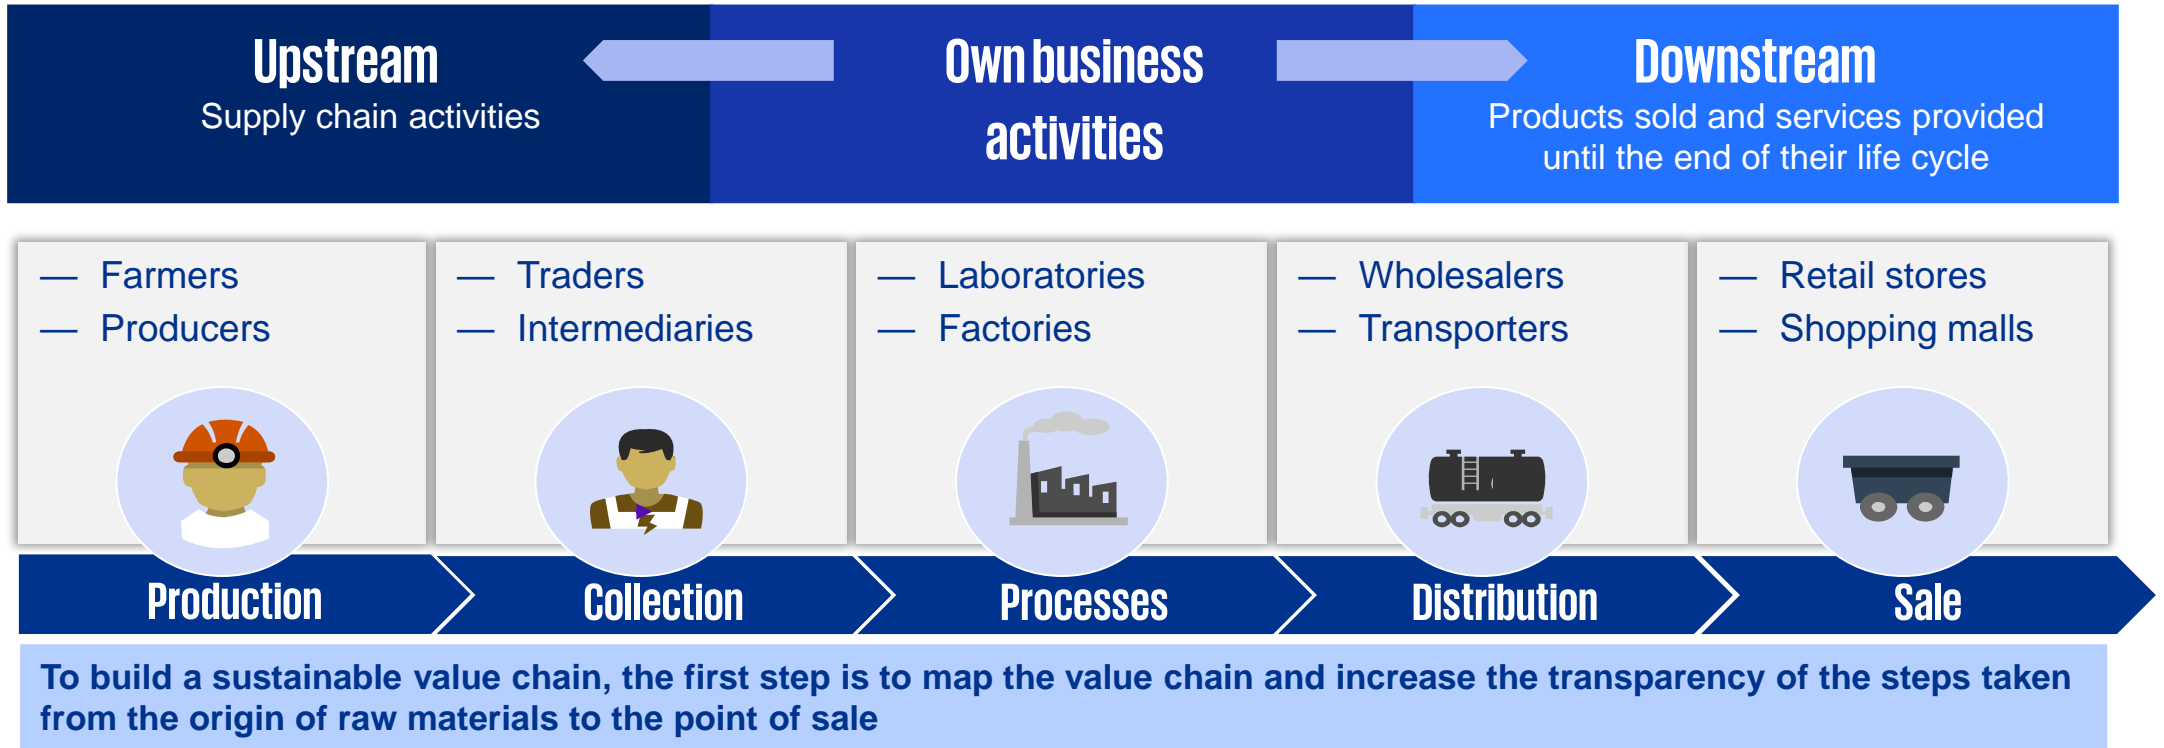 Upstream
Supply chain activities
Own business
activities
Downstream
Products sold and services provided
until the end of their life cycle
— Farmers
— Producers
— Traders
— Intermediaries
— Laboratories
— Factories
— Wholesalers
— Transporters
— Retail stores
— Shopping malls
Production
Collection
Processes
Distribution
Sale
To build a sustainable value chain, the first step is to map the value chain and increase the transparency of the steps taken
from the origin of raw materials to the point of sale